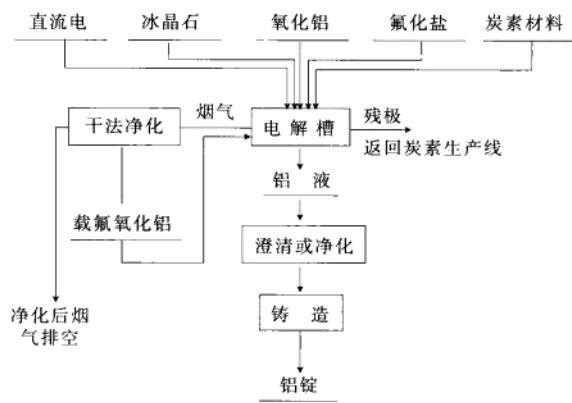 直流电 冰晶石 氧化铝 氟化盐 炭素材料
烟气 残极
干法净化 电解槽
返回炭素生产线
铝液
载氟氧化铝
澄清或净化
净化后烟
气排空
铸造
铝锭